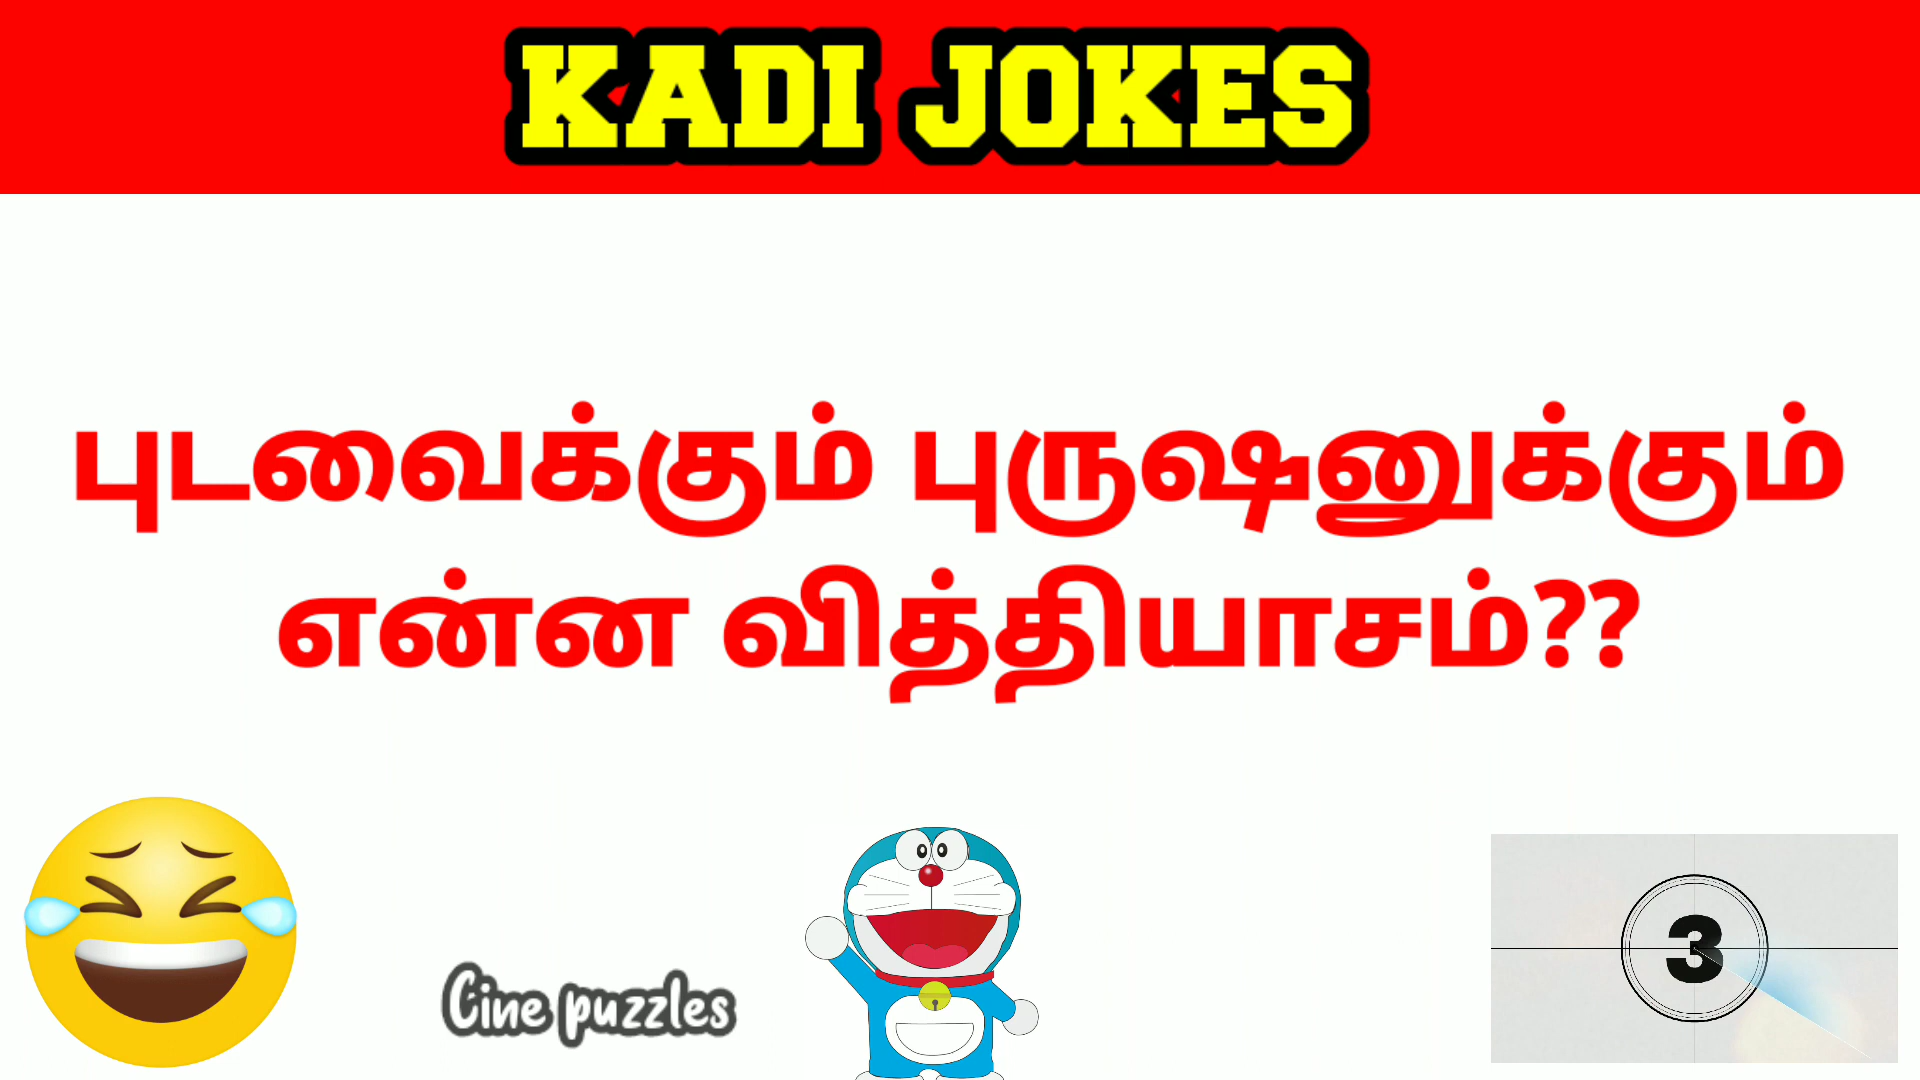 KADI JOKES
புடவைக்கும் புருஷனுக்கும்
என்ன வித்தியாசம்??
Cine puzzles
3